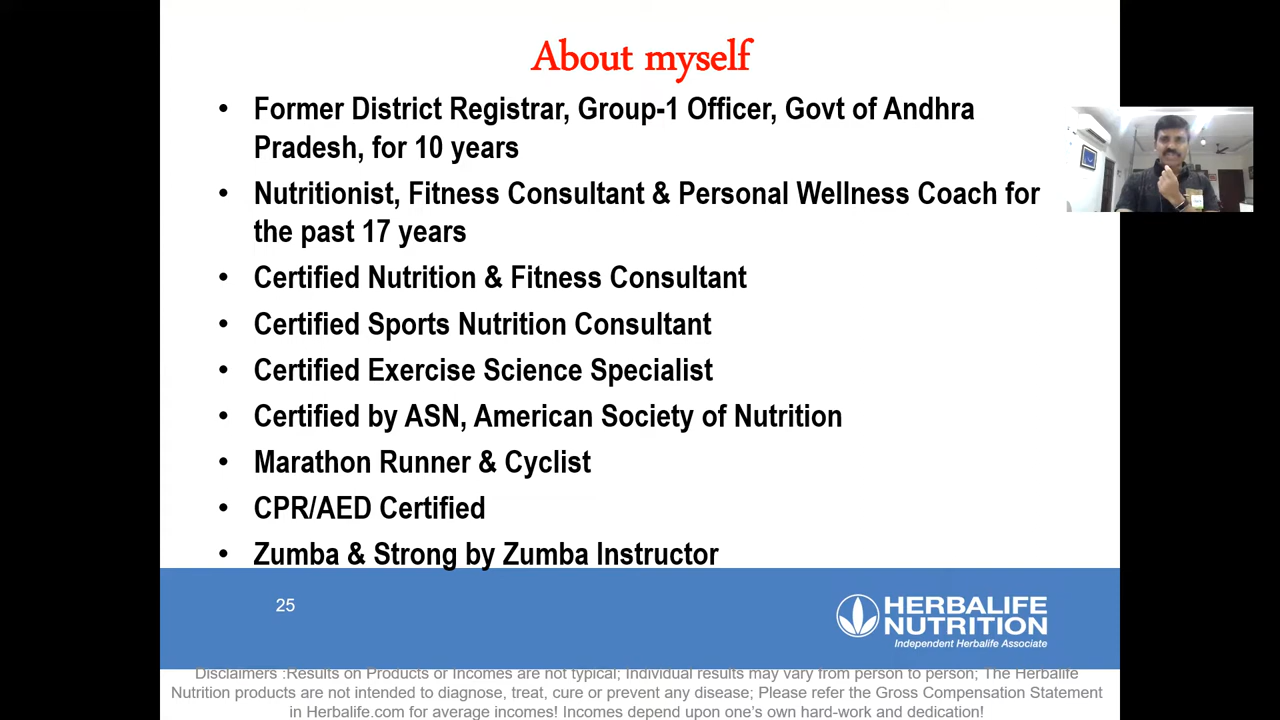 About myself
• Former District Registrar, Group-1 Officer, Govt of Andhra
Pradesh, for 10 years
• Nutritionist, Fitness Consultant & Personal Wellness Coach for
the past 17 years
• Certified Nutrition & Fitness Consultant
• Certified Sports Nutrition Consultant
• Certified Exercise Science Specialist
• Certified by ASN, American Society of Nutrition
• Marathon Runner & Cyclist
• CPR/AED Certified
• Zumba & Strong by Zumba Instructor
25
HERBALIFE
NUTRITION
Independent Herbalife Associate
Disclaimers :Results on Products or Incomes are not typical; Individual results may vary from person to person; The Herbalife
Nutrition products are not intended to diagnose, treat, cure or prevent any disease; Please refer the Gross Compensation Statement
in Herbalife.com for average incomes! Incomes depend upon one's own hard-work and dedication!